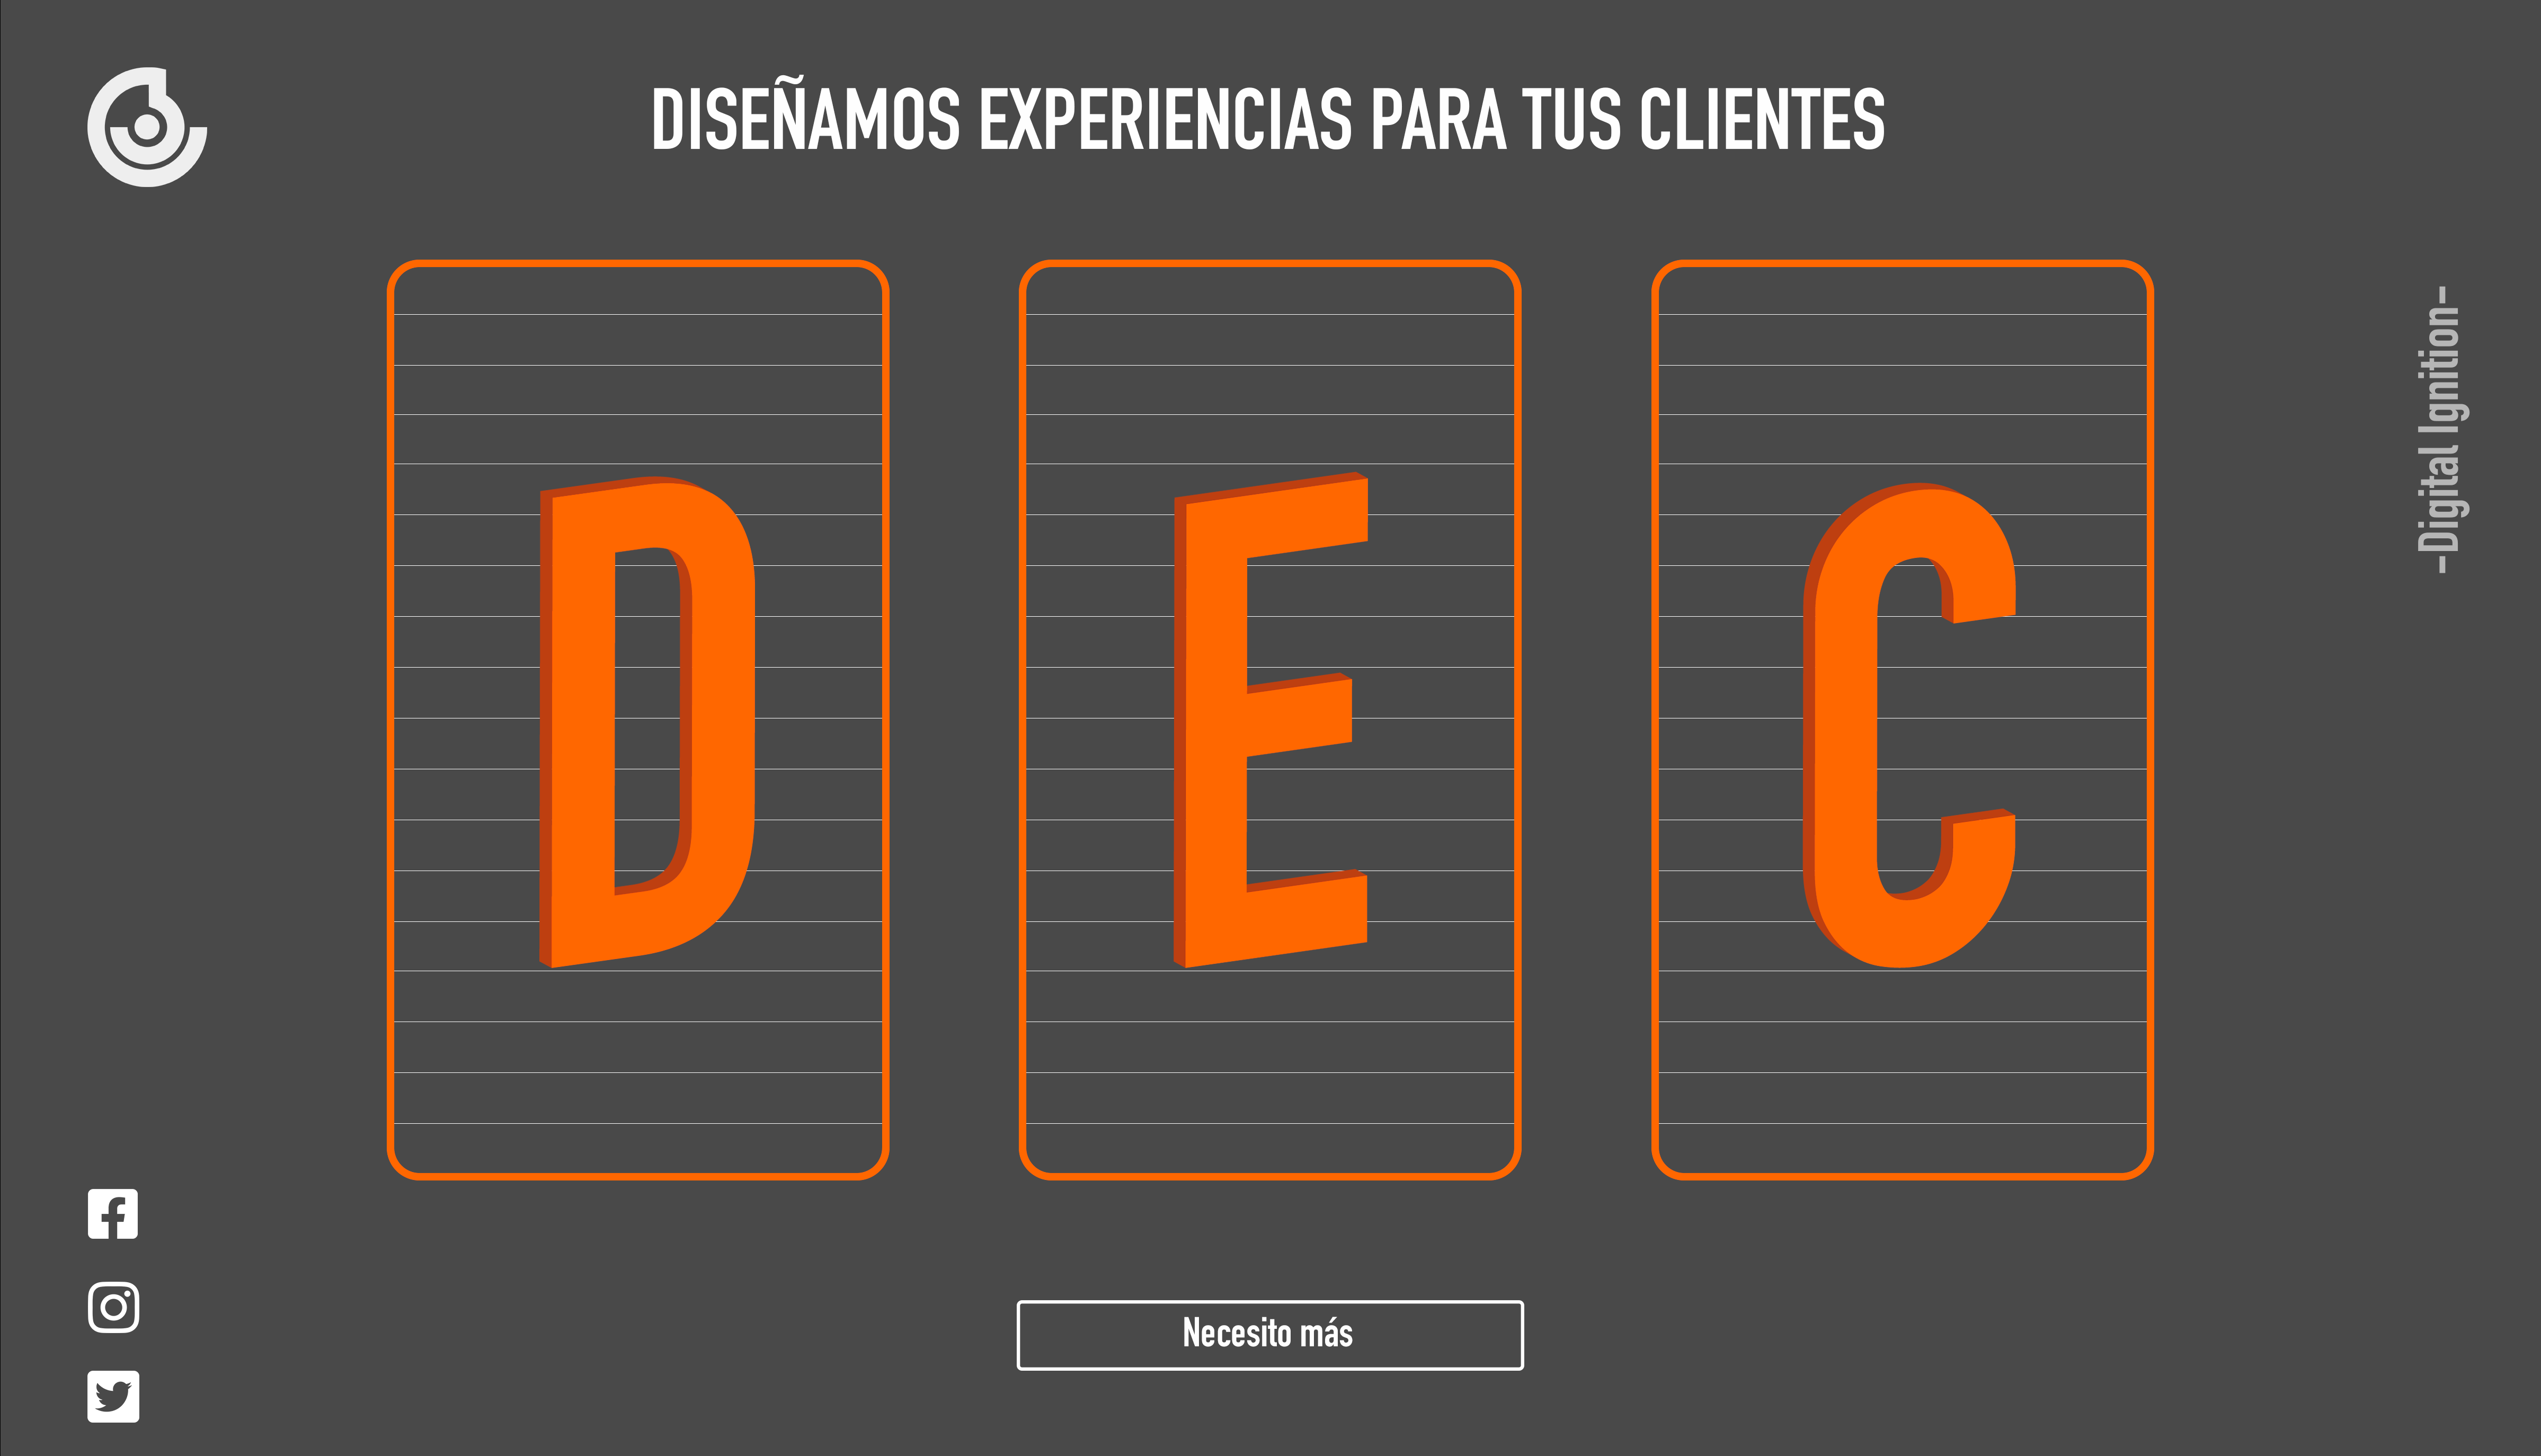 DISEÑAMOS EXPERIENCIAS PARA TUS CLIENTES
D
E
C
-Digital Ignition-
Necesito más